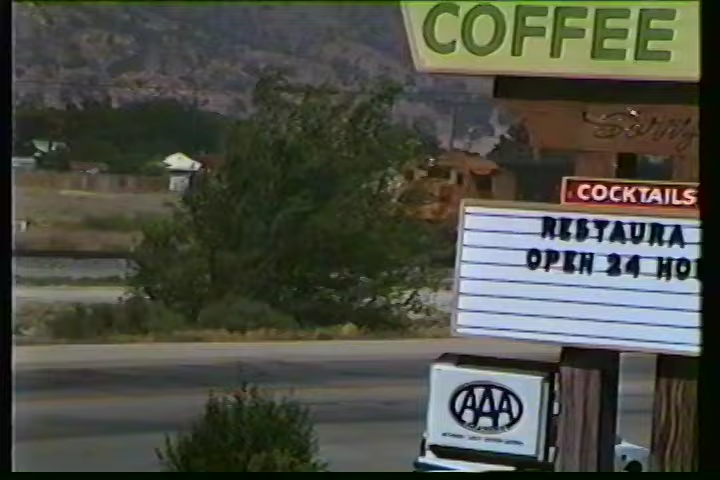 COFFEE
COCKTAILS
RESTAURA
OPEN 24 HO
AAA